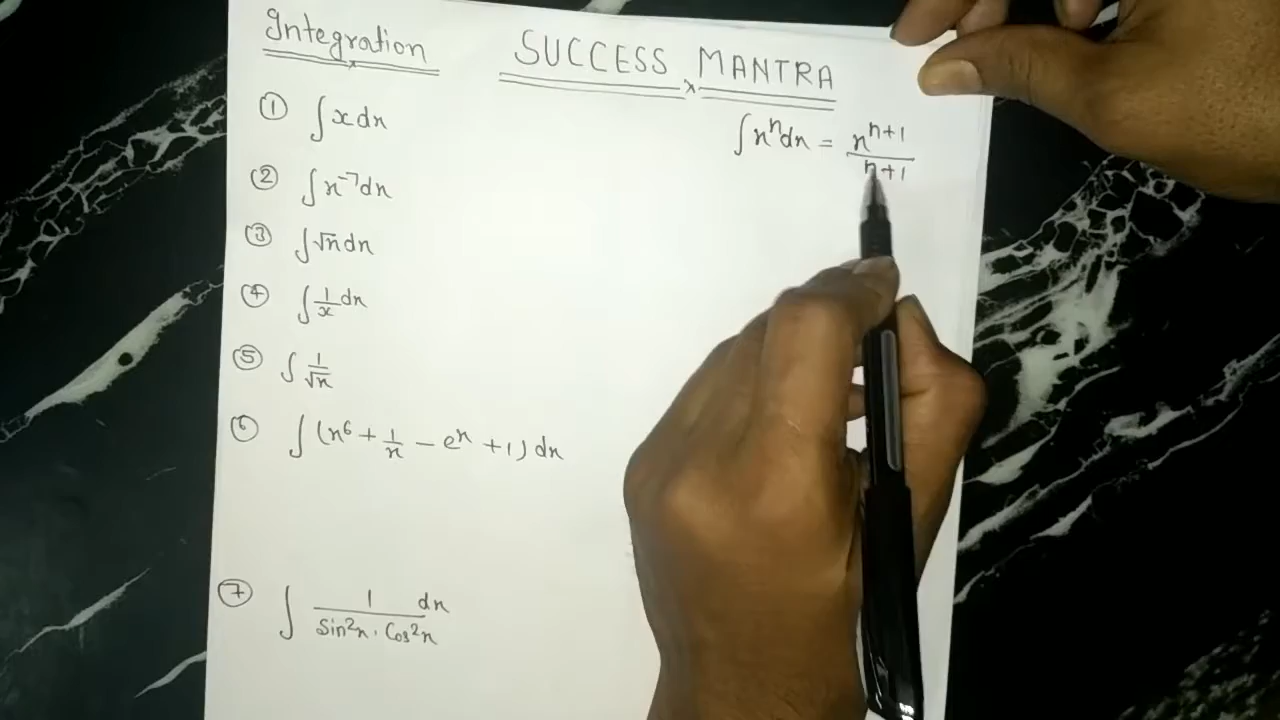 Integration
SUCCESS MANTRA
∫xⁿdx = xⁿ⁺¹/n+1
① ∫xdx
② ∫x⁻⁷dx
③ ∫√x dx
④ ∫1/x dx
⑤ ∫1/√x
⑥ ∫(x⁶ + 1/x − eˣ + 1) dx
⑦ ∫ 1 dx / Sin²x · Cos²x